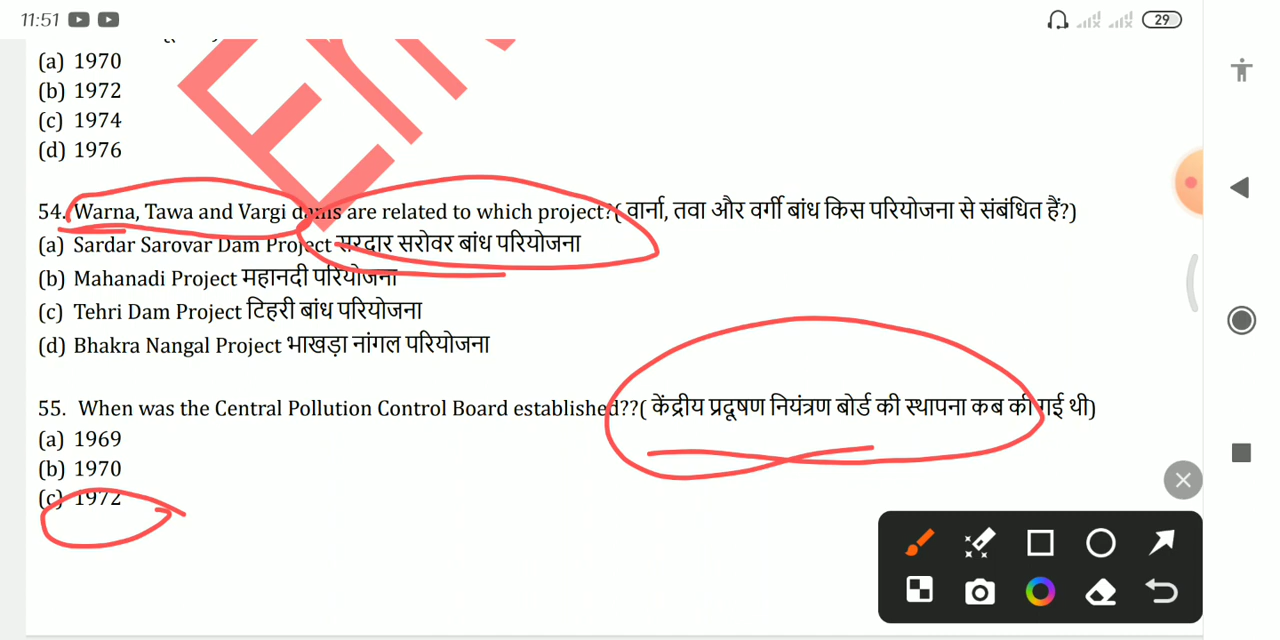 11:51
29
(a) 1970
(b) 1972
(c) 1974
(d) 1976
54. Warna, Tawa and Vargi dams are related to which project?( वार्ना, तवा और वर्गी बांध किस परियोजना से संबंधित हैं?)
(a) Sardar Sarovar Dam Project सरदार सरोवर बांध परियोजना
(b) Mahanadi Project महानदी परियोजना
(c) Tehri Dam Project टिहरी बांध परियोजना
(d) Bhakra Nangal Project भाखड़ा नांगल परियोजना
55. When was the Central Pollution Control Board established??( केंद्रीय प्रदूषण नियंत्रण बोर्ड की स्थापना कब की गई थी)
(a) 1969
(b) 1970
(c) 1972